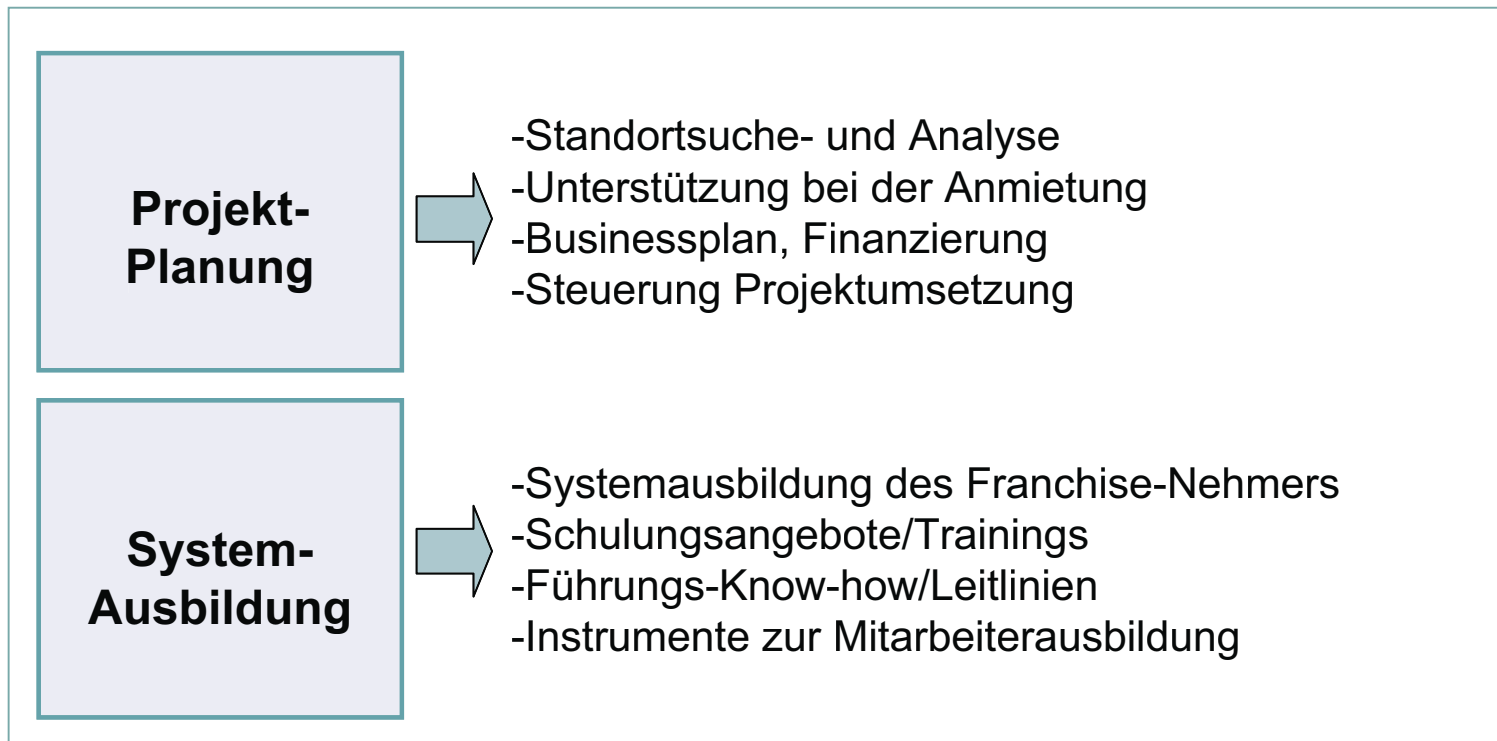 Projekt-
Planung
-Standortsuche- und Analyse
-Unterstützung bei der Anmietung
-Businessplan, Finanzierung
-Steuerung Projektumsetzung
System-
Ausbildung
-Systemausbildung des Franchise-Nehmers
-Schulungsangebote/Trainings
-Führungs-Know-how/Leitlinien
-Instrumente zur Mitarbeiterausbildung